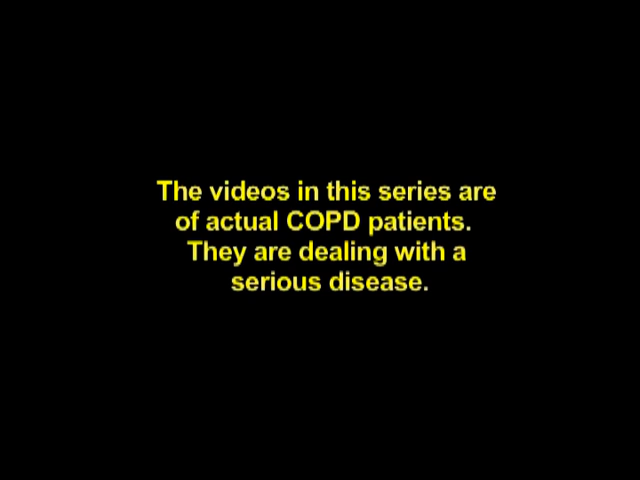 The videos in this series are
of actual COPD patients.
They are dealing with a
serious disease.